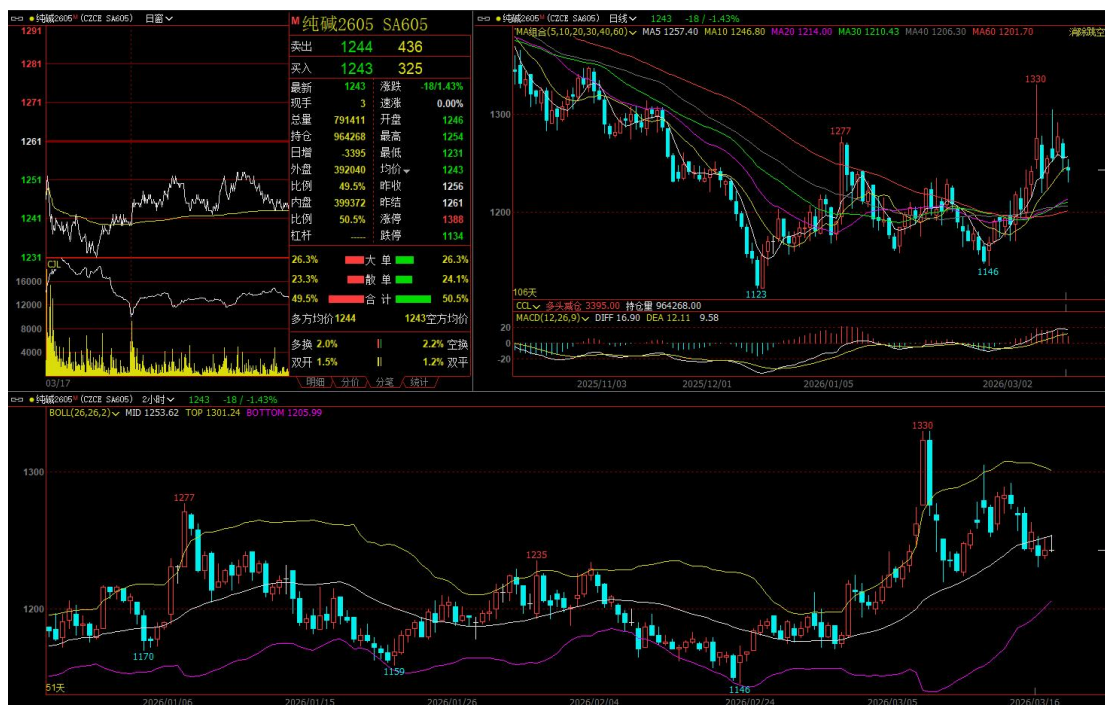 纯碱2605M (CZCE SA605) 日窗
1291
1281
1271
1261
1251
1241
1231
CJL
16000
12000
8000
4000
03/17
M 纯碱2605 SA605
卖出 1244 436
买入 1243 325
最新 1243 涨跌 -18/1.43%
现手 3 速涨 0.00%
总量 791411 开盘 1246
持仓 964268 最高 1254
日增 -3395 最低 1231
外盘 392040 均价 1243
比例 49.5% 昨收 1256
内盘 399372 昨结 1261
比例 50.5% 涨停 1388
杠杆 ----- 跌停 1134
26.3% 大 单 26.3%
23.3% 散 单 24.1%
49.5% 合 计 50.5%
多方均价1244 1243空方均价
多换 2.0% 2.2% 空换
双开 1.5% 1.2% 双平
明细 分价 分笔 统计
纯碱2605M (CZCE SA605) 日线 1243 -18 / -1.43%
MA组合(5,10,20,30,40,60) MA5 1257.40 MA10 1246.80 MA20 1214.00 MA30 1210.43 MA40 1206.30 MA60 1201.70
1330
1300
1277
1200
1146
1123
106天
CCL 多头减仓 3395.00 持仓量 964268.00
MACD(12,26,9) DIFF 16.90 DEA 12.11 9.58
20
0
-20
2025/11/03 2025/12/01 2026/01/05 2026/03/02
纯碱2605M (CZCE SA605) 2小时 1243 -18 / -1.43%
BOLL(26,26,2) MID 1253.62 TOP 1301.24 BOTTOM 1205.99
1330
1300
1277
1235
1200
1170
1159
1146
51天
2026/01/06 2026/01/15 2026/01/26 2026/02/04 2026/02/24 2026/03/05 2026/03/16